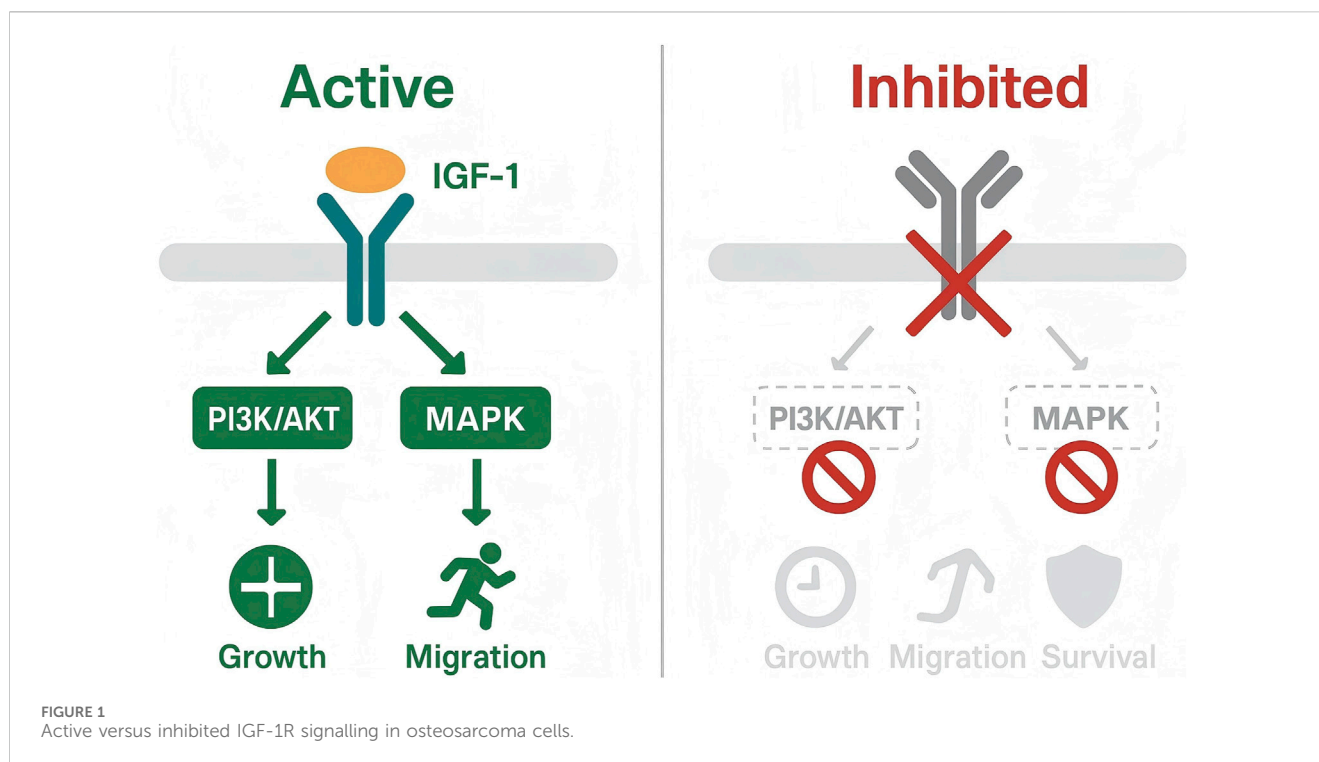 Active
IGF-1
PI3K/AKT
MAPK
Growth
Migration
Inhibited
PI3K/AKT
MAPK
Growth
Migration
Survival
FIGURE 1
Active versus inhibited IGF-1R signalling in osteosarcoma cells.